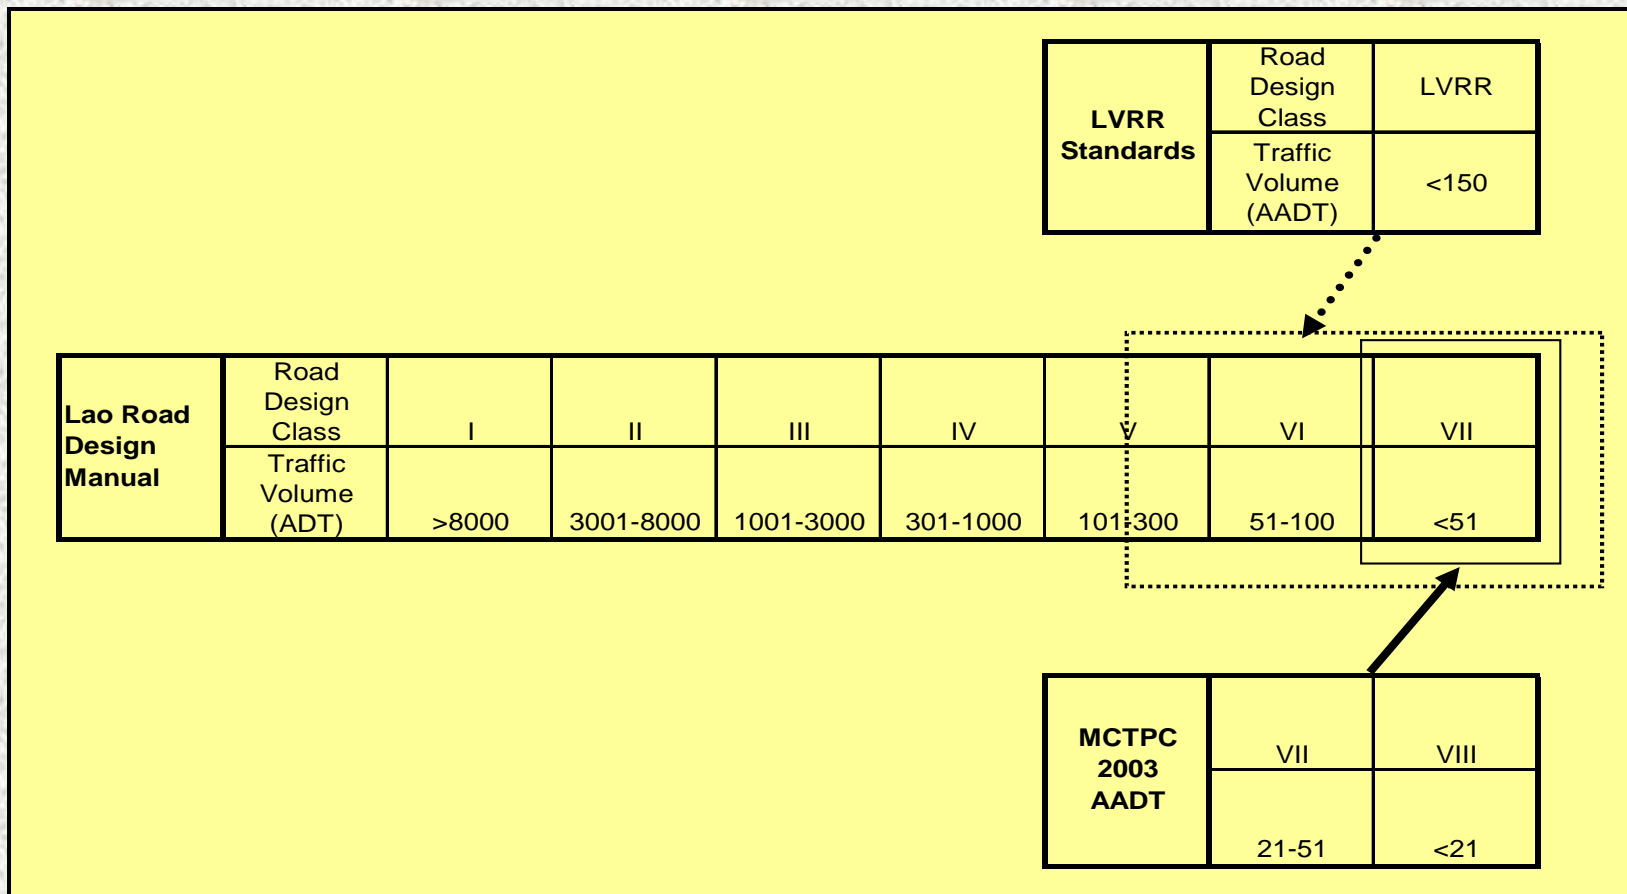 LVRR
Standards
Road
Design
Class
LVRR
Traffic
Volume
(AADT)
<150
Lao Road
Design
Manual
Road
Design
Class
I
II
III
IV
V
VI
VII
Traffic
Volume
(ADT)
>8000
3001-8000
1001-3000
301-1000
101-300
51-100
<51
MCTPC
2003
AADT
VII
VIII
21-51
<21